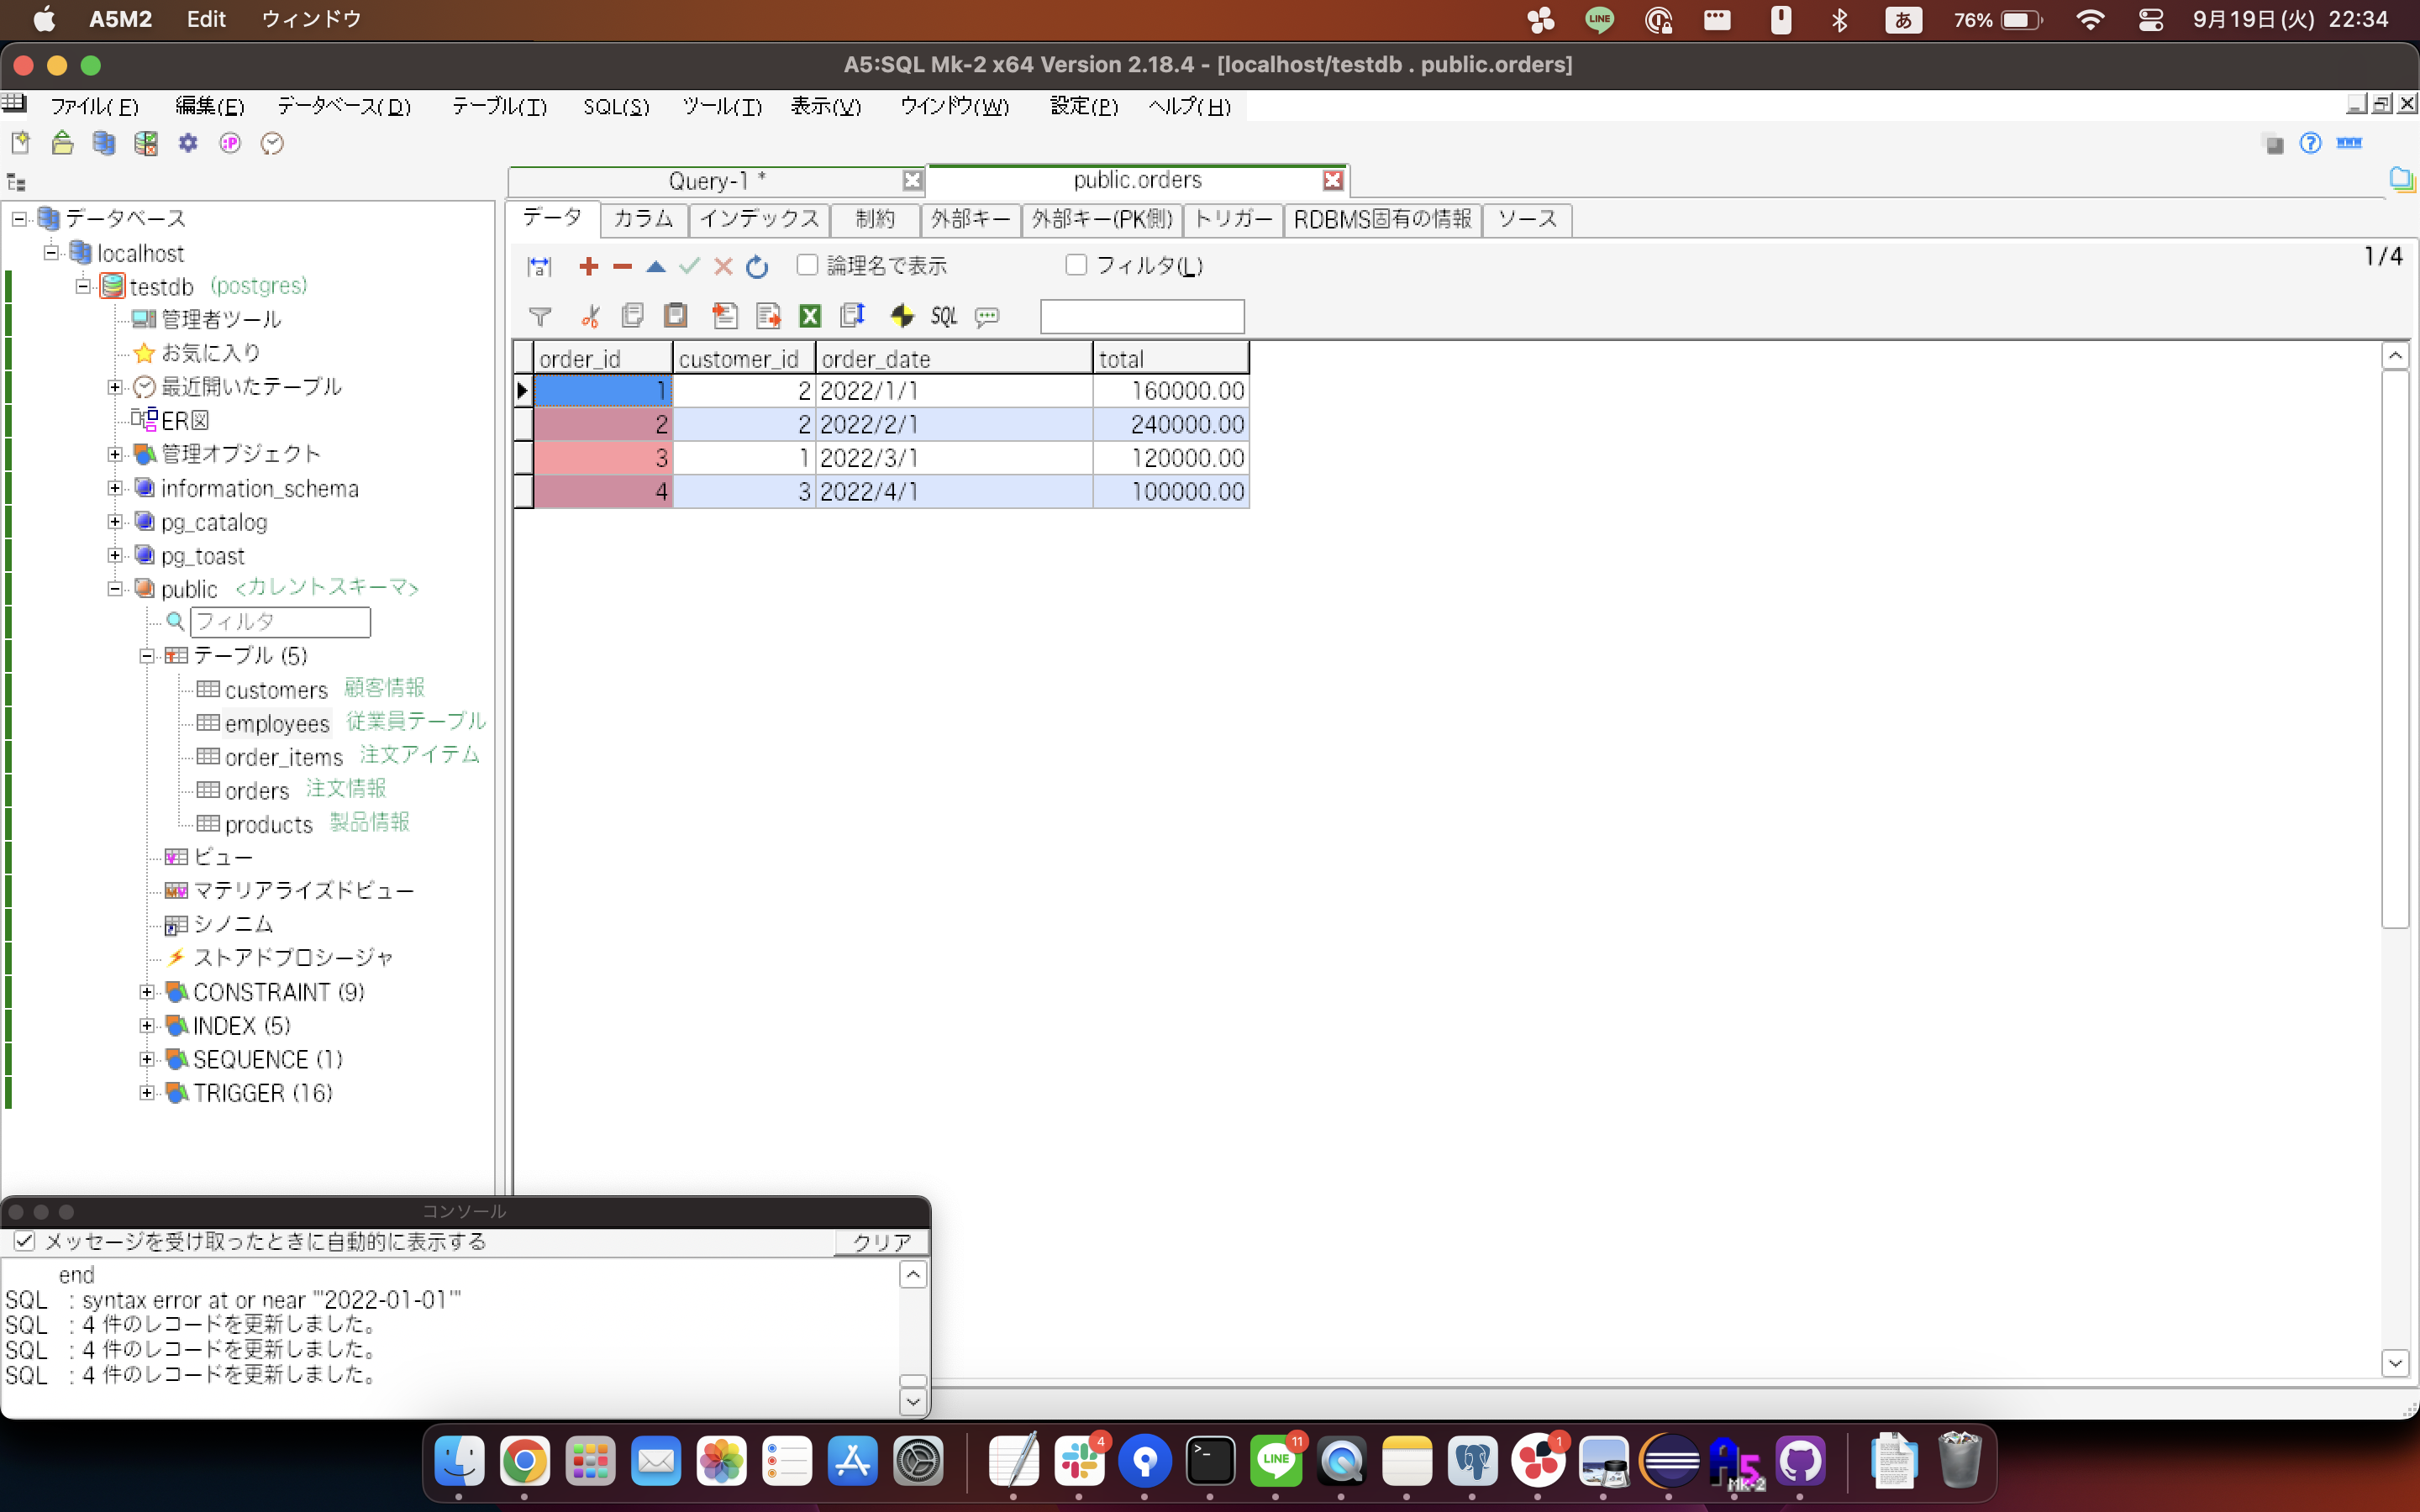 A5M2 Edit ウィンドウ
LINE あ 76% 9月19日(火) 22:34
A5:SQL Mk-2 x64 Version 2.18.4 - [localhost/testdb . public.orders]
ファイル(F) 編集(E) データベース(D) テーブル(T) SQL(S) ツール(T) 表示(V) ウインドウ(W) 設定(P) ヘルプ(H)
:P
Query-1 * public.orders
データ カラム インデックス 制約 外部キー 外部キー(PK側) トリガー RDBMS固有の情報 ソース
論理名で表示 フィルタ(L) 1/4
SQL
order_id customer_id order_date total
1 2 2022/1/1 160000.00
2 2 2022/2/1 240000.00
3 1 2022/3/1 120000.00
4 3 2022/4/1 100000.00
データベース
localhost
testdb (postgres)
管理者ツール
お気に入り
最近開いたテーブル
ER図
管理オブジェクト
information_schema
pg_catalog
pg_toast
public <カレントスキーマ>
フィルタ
テーブル (5)
customers 顧客情報
employees 従業員テーブル
order_items 注文アイテム
orders 注文情報
products 製品情報
ビュー
マテリアライズドビュー
シノニム
ストアドプロシージャ
CONSTRAINT (9)
INDEX (5)
SEQUENCE (1)
TRIGGER (16)
コンソール
メッセージを受け取ったときに自動的に表示する クリア
end
SQL : syntax error at or near "'2022-01-01'"
SQL : 4 件のレコードを更新しました。
SQL : 4 件のレコードを更新しました。
SQL : 4 件のレコードを更新しました。
4 LINE 11 1 A5 Mk-2